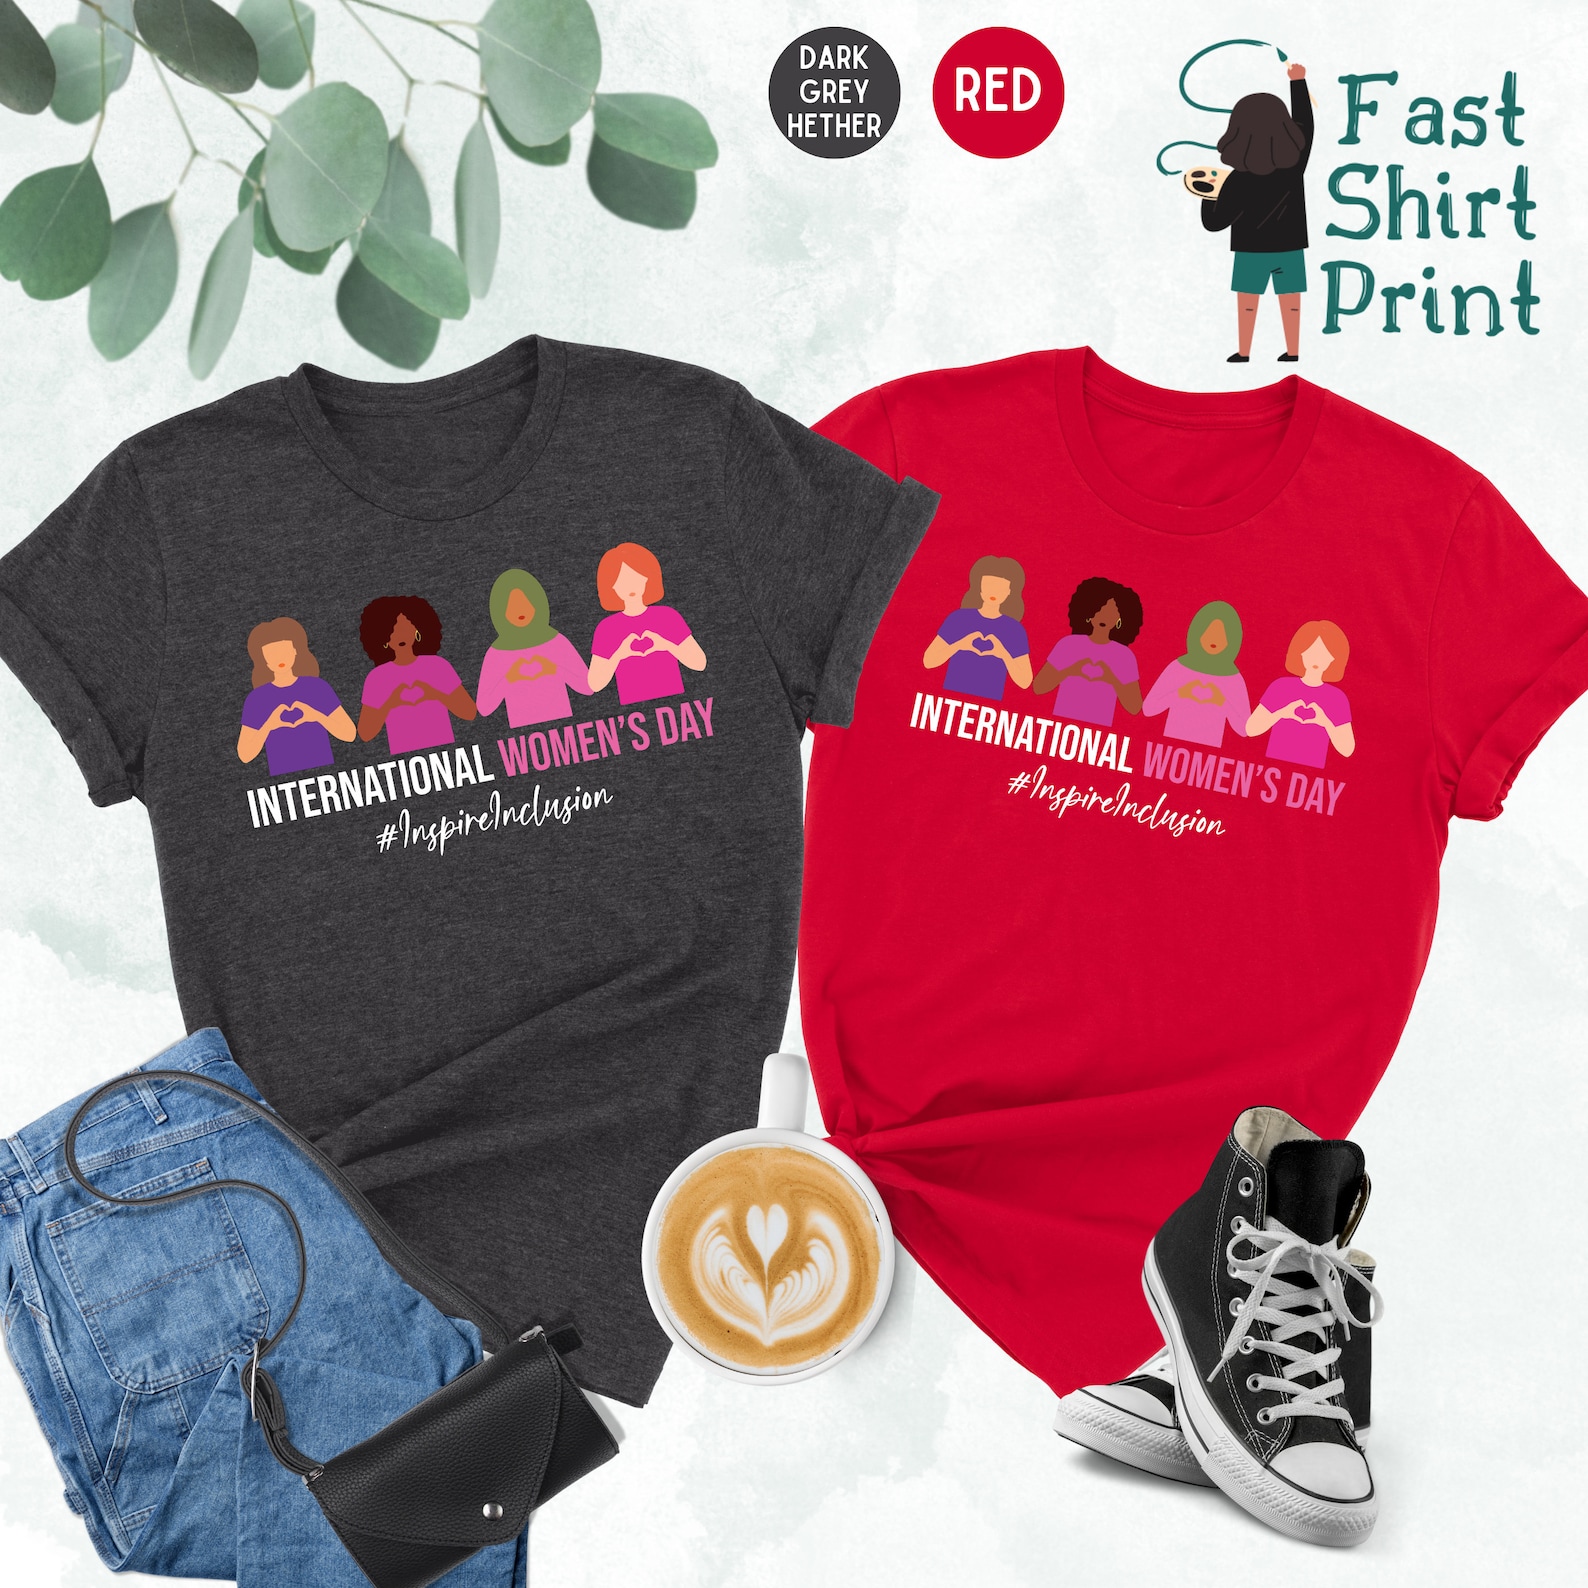 DARK
GREY
HETHER
RED
Fast
Shirt
Print
INTERNATIONAL WOMEN'S DAY
#InspireInclusion
INTERNATIONAL WOMEN'S DAY
#InspireInclusion